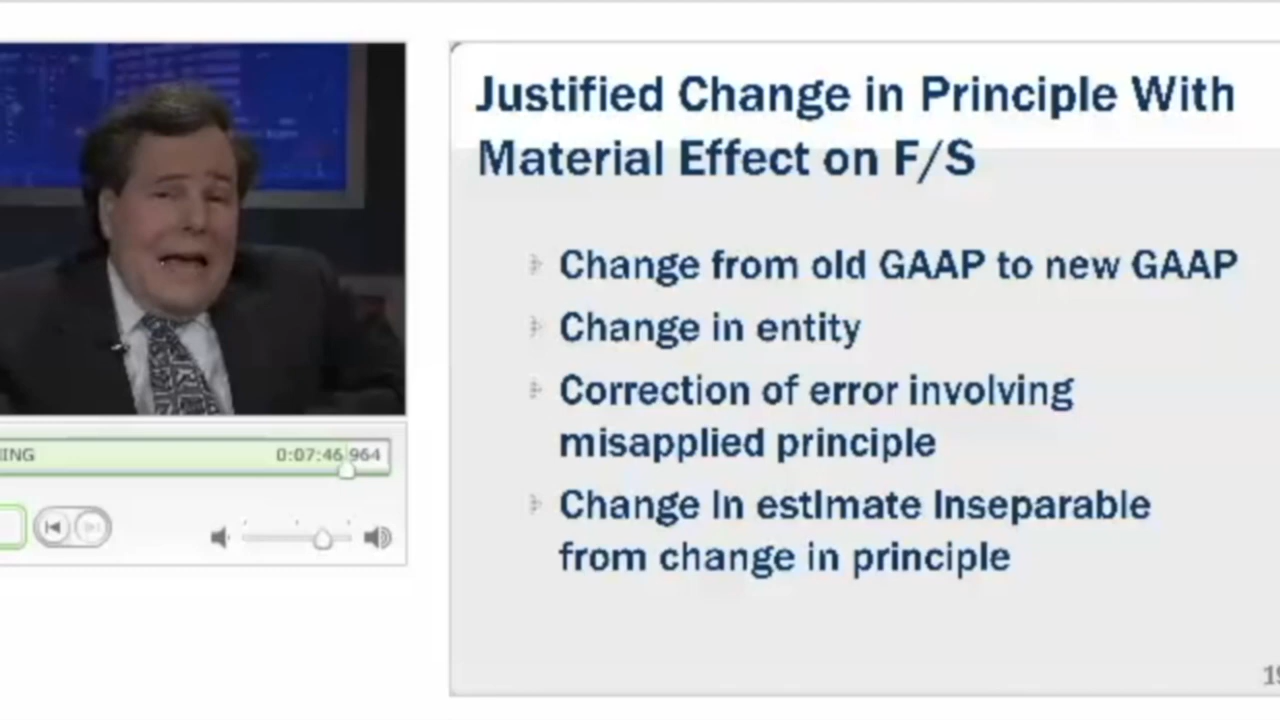 Justified Change in Principle With
Material Effect on F/S
Change from old GAAP to new GAAP
Change in entity
Correction of error involving
misapplied principle
Change in estimate inseparable
from change in principle
ING 0:07:46 964
19